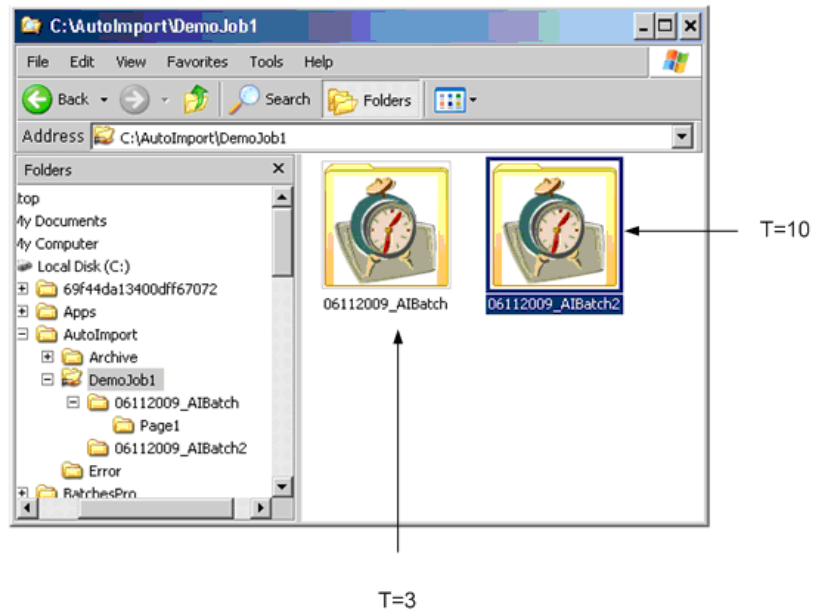 C:\AutoImport\DemoJob1
File Edit View Favorites Tools Help
Back Search Folders
Address C:\AutoImport\DemoJob1
Folders
top
My Documents
My Computer
Local Disk (C:)
69f44da13400dff67072
Apps
AutoImport
Archive
DemoJob1
06112009_AIBatch
Page1
06112009_AIBatch2
Error
BatchesPro
06112009_AIBatch
06112009_AIBatch2
T=10
T=3